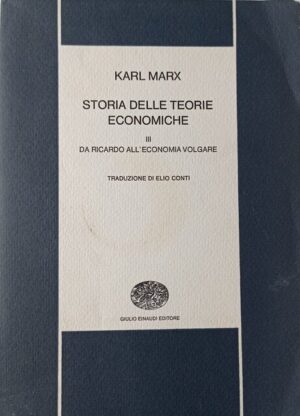 KARL MARX
STORIA DELLE TEORIE
ECONOMICHE
III
DA RICARDO ALL'ECONOMIA VOLGARE
TRADUZIONE DI ELIO CONTI
GIULIO EINAUDI EDITORE